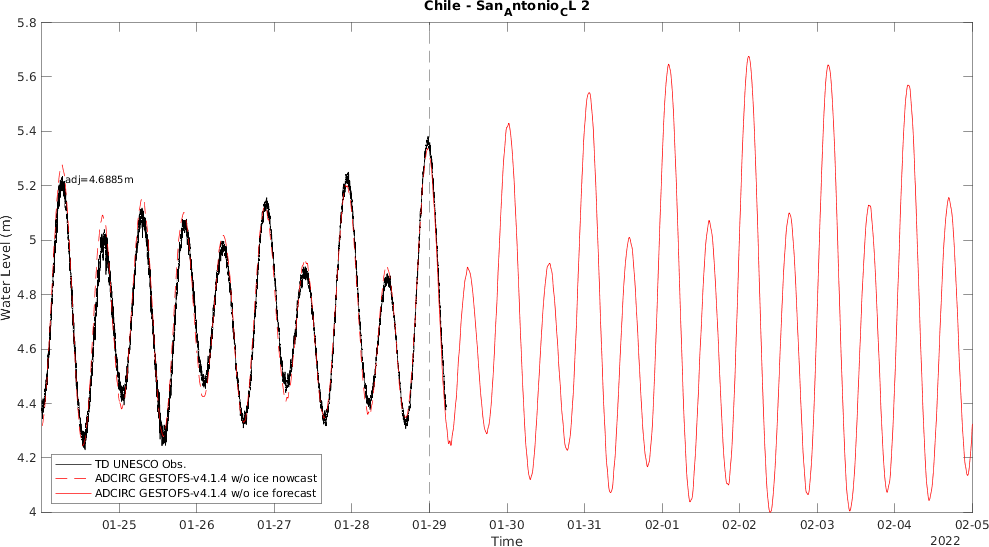 Chile - San_Antonio_CL 2
5.8
5.6
5.4
5.2
5
4.8
4.6
4.4
4.2
4
Water Level (m)
adj=4.6885m
TD UNESCO Obs.
ADCIRC GESTOFS-v4.1.4 w/o ice nowcast
ADCIRC GESTOFS-v4.1.4 w/o ice forecast
01-25 01-26 01-27 01-28 01-29 01-30 01-31 02-01 02-02 02-03 02-04 02-05
Time
2022